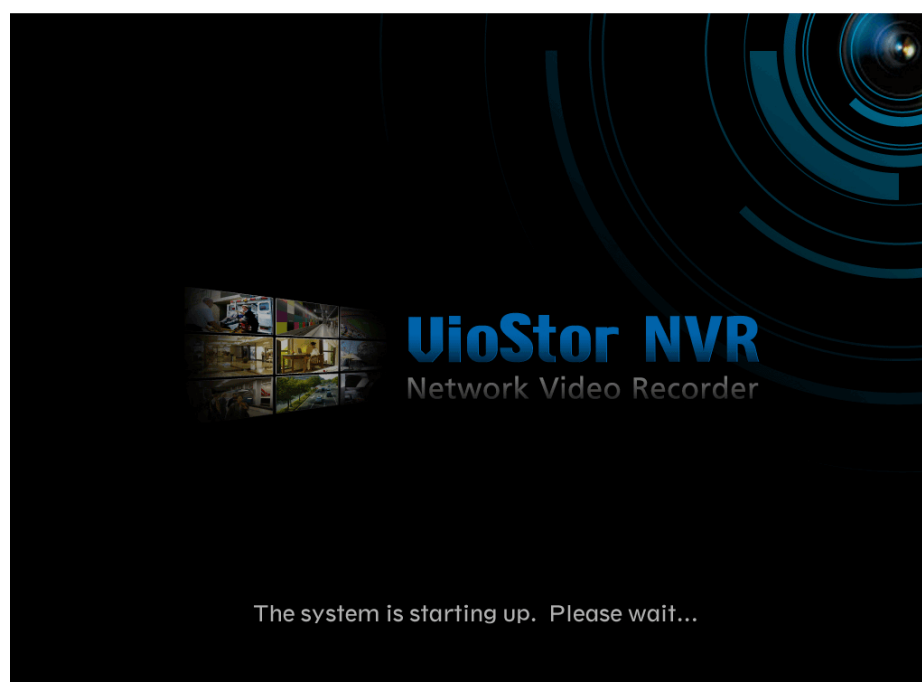 VioStor NVR
Network Video Recorder
The system is starting up. Please wait...